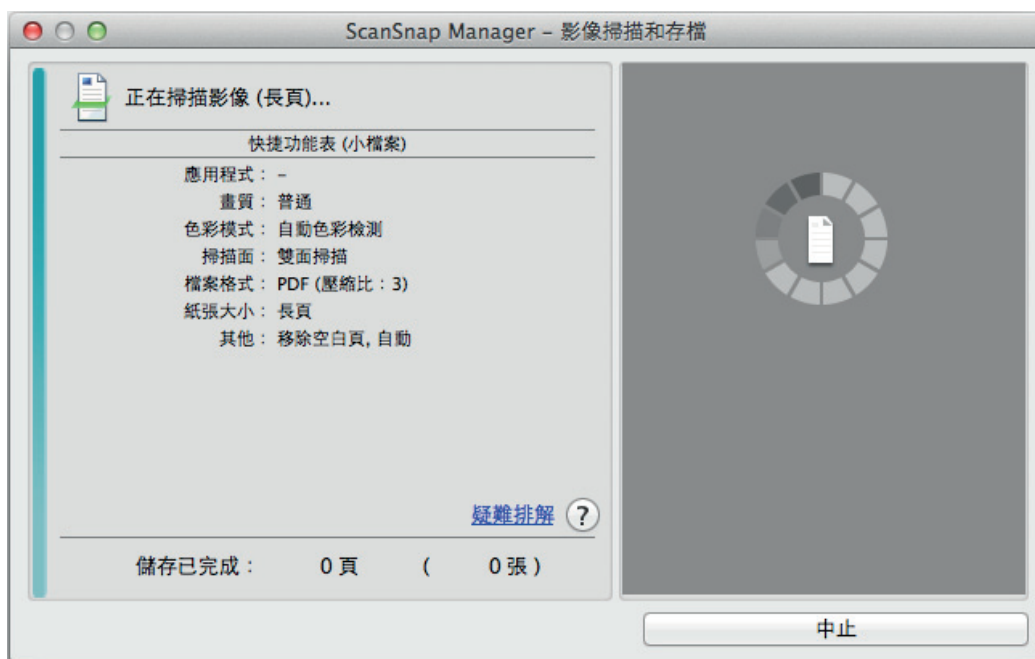 ScanSnap Manager – 影像掃描和存檔
正在掃描影像 (長頁)...
快捷功能表 (小檔案)
應用程式： –
畫質： 普通
色彩模式： 自動色彩檢測
掃描面： 雙面掃描
檔案格式： PDF (壓縮比：3)
紙張大小： 長頁
其他： 移除空白頁, 自動
疑難排解 ?
儲存已完成： 0 頁 ( 0 張 )
中止